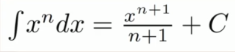 ∫xⁿdx = xⁿ⁺¹/n+1 + C